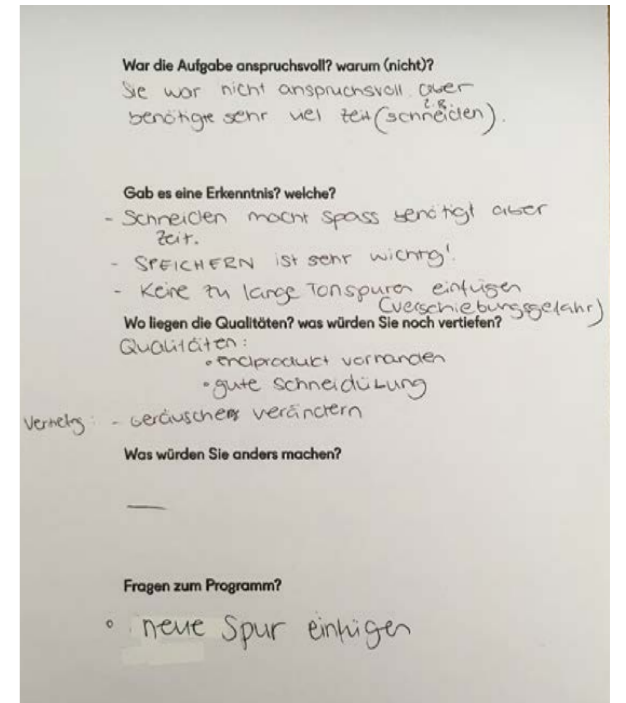 War die Aufgabe anspruchsvoll? warum (nicht)?
Sie war nicht anspruchsvoll aber
benötigte sehr viel Zeit (z.B. schneiden).
Gab es eine Erkenntnis? welche?
- Schneiden macht spass benötigt aber
Zeit.
- SPEICHERN ist sehr wichtig!
- Keine zu lange Tonspuren einfügen
(verschiebungsgefahr)
Wo liegen die Qualitäten? was würden Sie noch vertiefen?
Qualitäten:
• endprodukt vorhanden
• gute schneidübung
- Geräusche verändern
Was würden Sie anders machen?
—
Fragen zum Programm?
• neue Spur einfügen